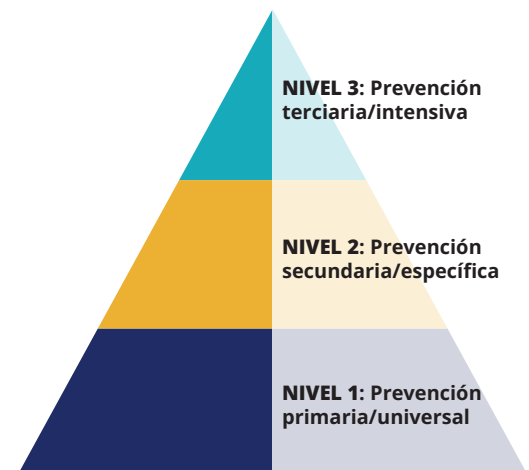 NIVEL 3: Prevención
terciaria/intensiva
NIVEL 2: Prevención
secundaria/específica
NIVEL 1: Prevención
primaria/universal